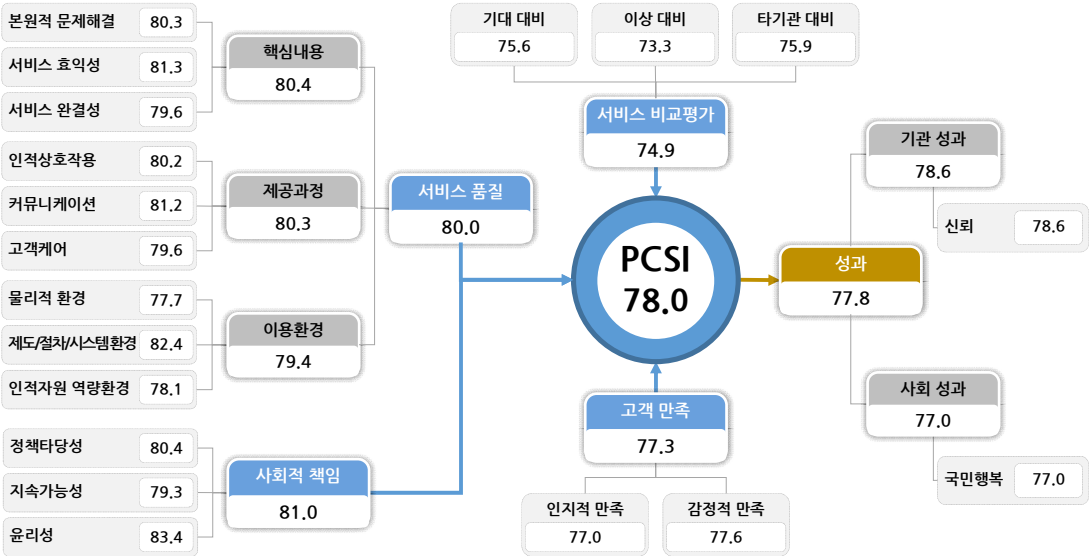 본원적 문제해결 80.3
서비스 효익성 81.3
서비스 완결성 79.6
핵심내용
80.4
인적상호작용 80.2
커뮤니케이션 81.2
고객케어 79.6
제공과정
80.3
물리적 환경 77.7
제도/절차/시스템환경 82.4
인적자원 역량환경 78.1
이용환경
79.4
서비스 품질
80.0
정책타당성 80.4
지속가능성 79.3
윤리성 83.4
사회적 책임
81.0
기대 대비
75.6
이상 대비
73.3
타기관 대비
75.9
서비스 비교평가
74.9
PCSI
78.0
고객 만족
77.3
인지적 만족
77.0
감정적 만족
77.6
성과
77.8
기관 성과
78.6
신뢰 78.6
사회 성과
77.0
국민행복 77.0